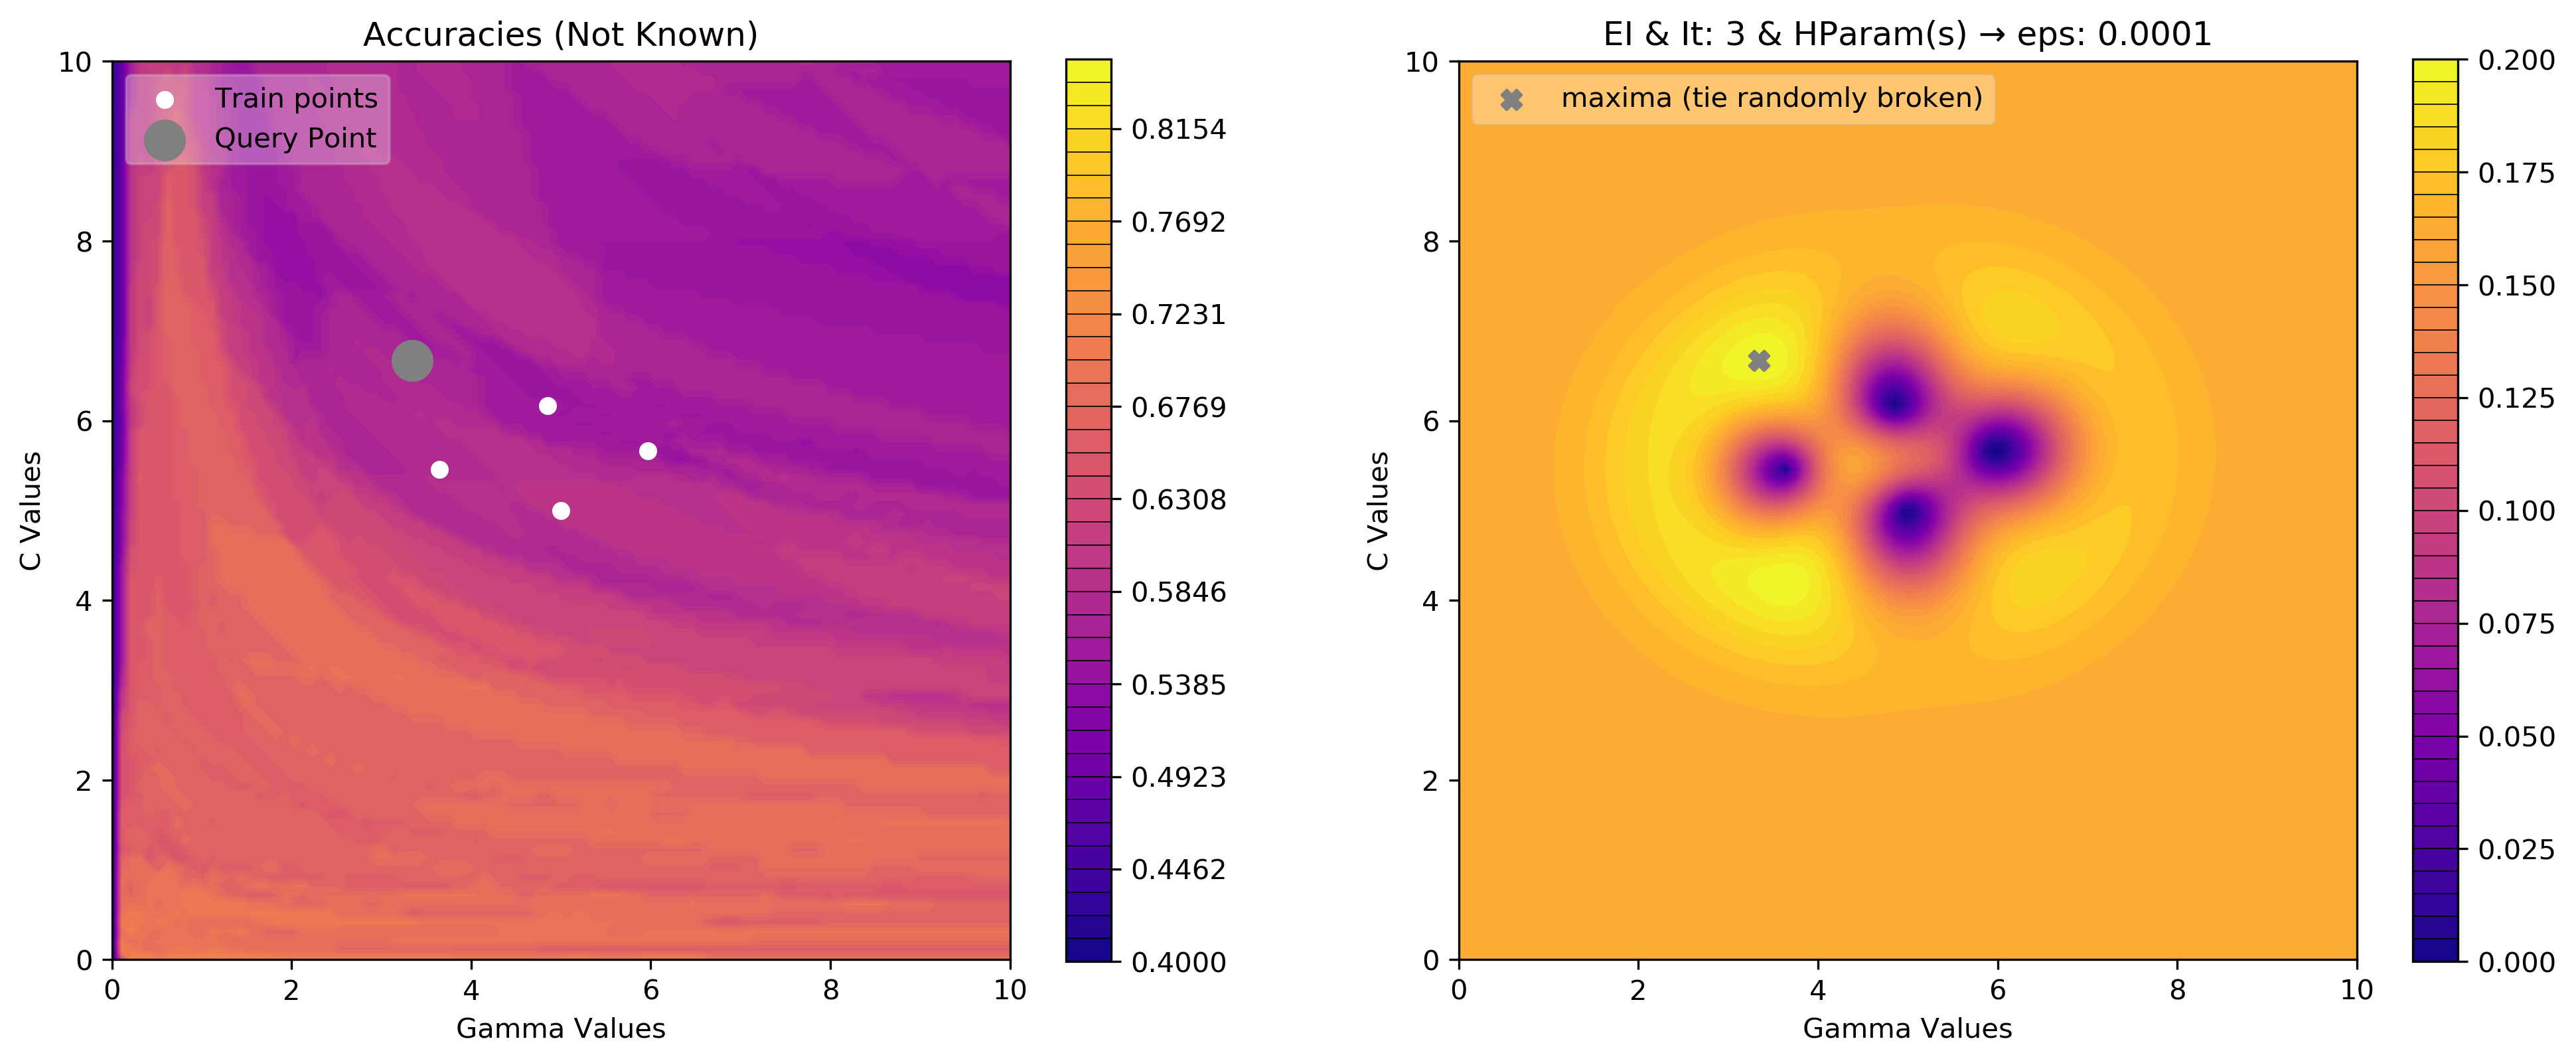 Accuracies (Not Known)
Train points
Query Point
C Values
10
8
6
4
2
0
0 2 4 6 8 10
Gamma Values
0.8154
0.7692
0.7231
0.6769
0.6308
0.5846
0.5385
0.4923
0.4462
0.4000
EI & It: 3 & HParam(s) → eps: 0.0001
maxima (tie randomly broken)
C Values
10
8
6
4
2
0
0 2 4 6 8 10
Gamma Values
0.200
0.175
0.150
0.125
0.100
0.075
0.050
0.025
0.000